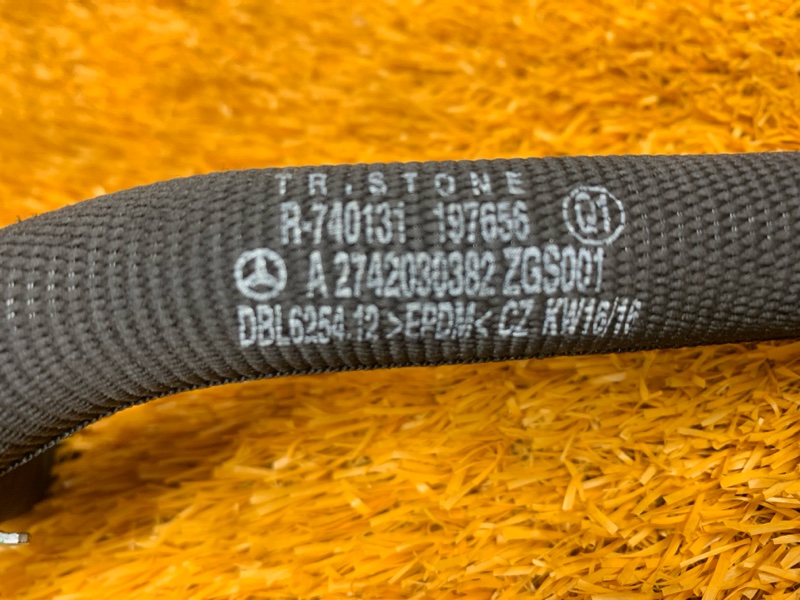 TRISTONE
R-740131 197656 Q1
A 2742030382 ZGS001
DBL6254.12 >EPDM< CZ KW16/16